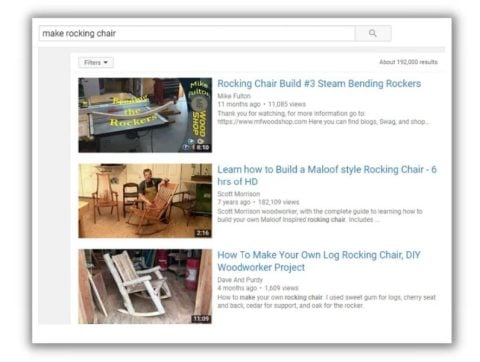 make rocking chair
Filters
About 192,000 results
Bending
the
Rockers
Mike
Fulton
WOOD
SHOP
8:10
Rocking Chair Build #3 Steam Bending Rockers
Mike Fulton
11 months ago • 11,085 views
Thank you for watching, for more information go to:
https://www.mfwoodshop.com Here you can find blogs, Swag, and shop...
2:16
Learn how to Build a Maloof style Rocking Chair - 6
hrs of HD
Scott Morrison
7 years ago • 182,109 views
Scott Morrison woodworker, with the complete guide to learning how to
build your own Maloof Inspired rocking chair. Includes ...
11:09
How To Make Your Own Log Rocking Chair, DIY
Woodworker Project
Dave And Purdy
4 months ago • 1,609 views
How to make your own rocking chair. I used sweet gum for logs, cherry seat
and back, cedar for support, and oak for the rocker.